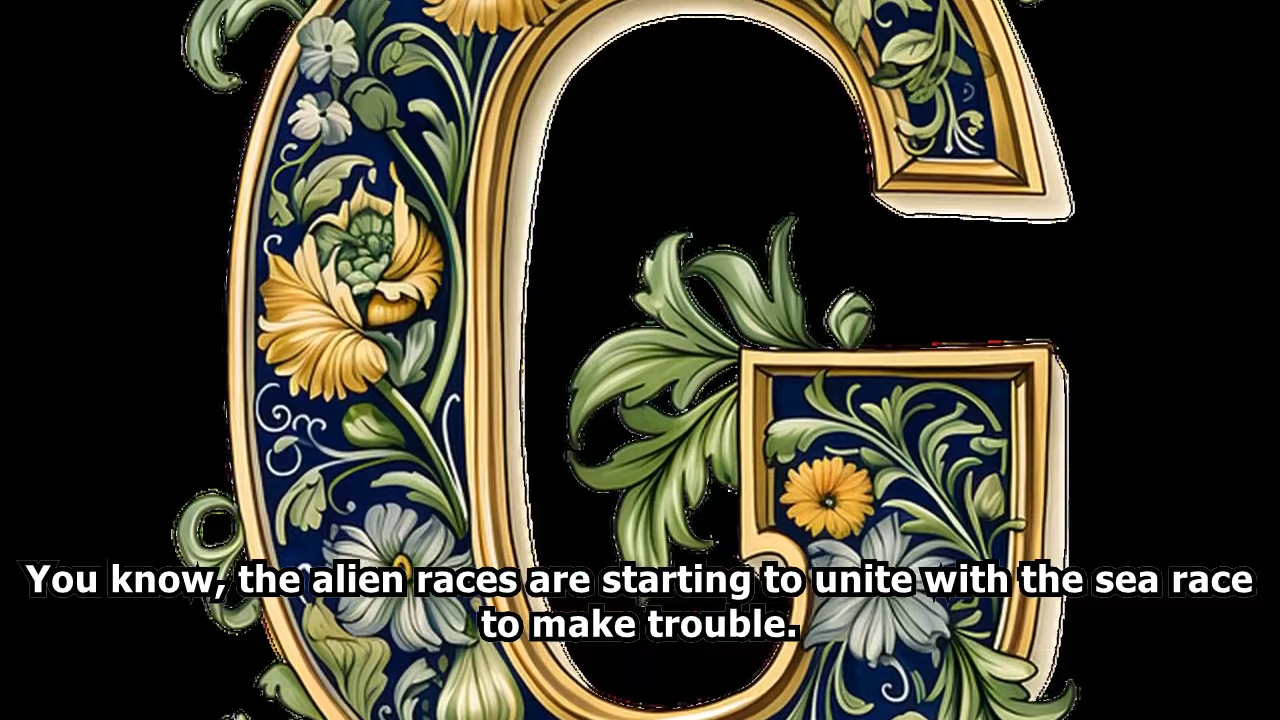 G
You know, the alien races are starting to unite with the sea race
to make trouble.